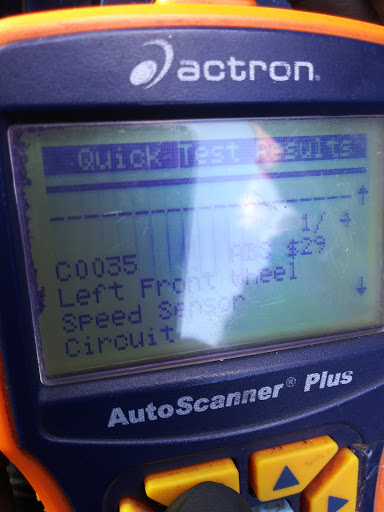 actron®
Quick Test Results
1/ 4
C0035 ABS $29
Left Front Wheel
Speed Sensor
Circuit
AutoScanner® Plus